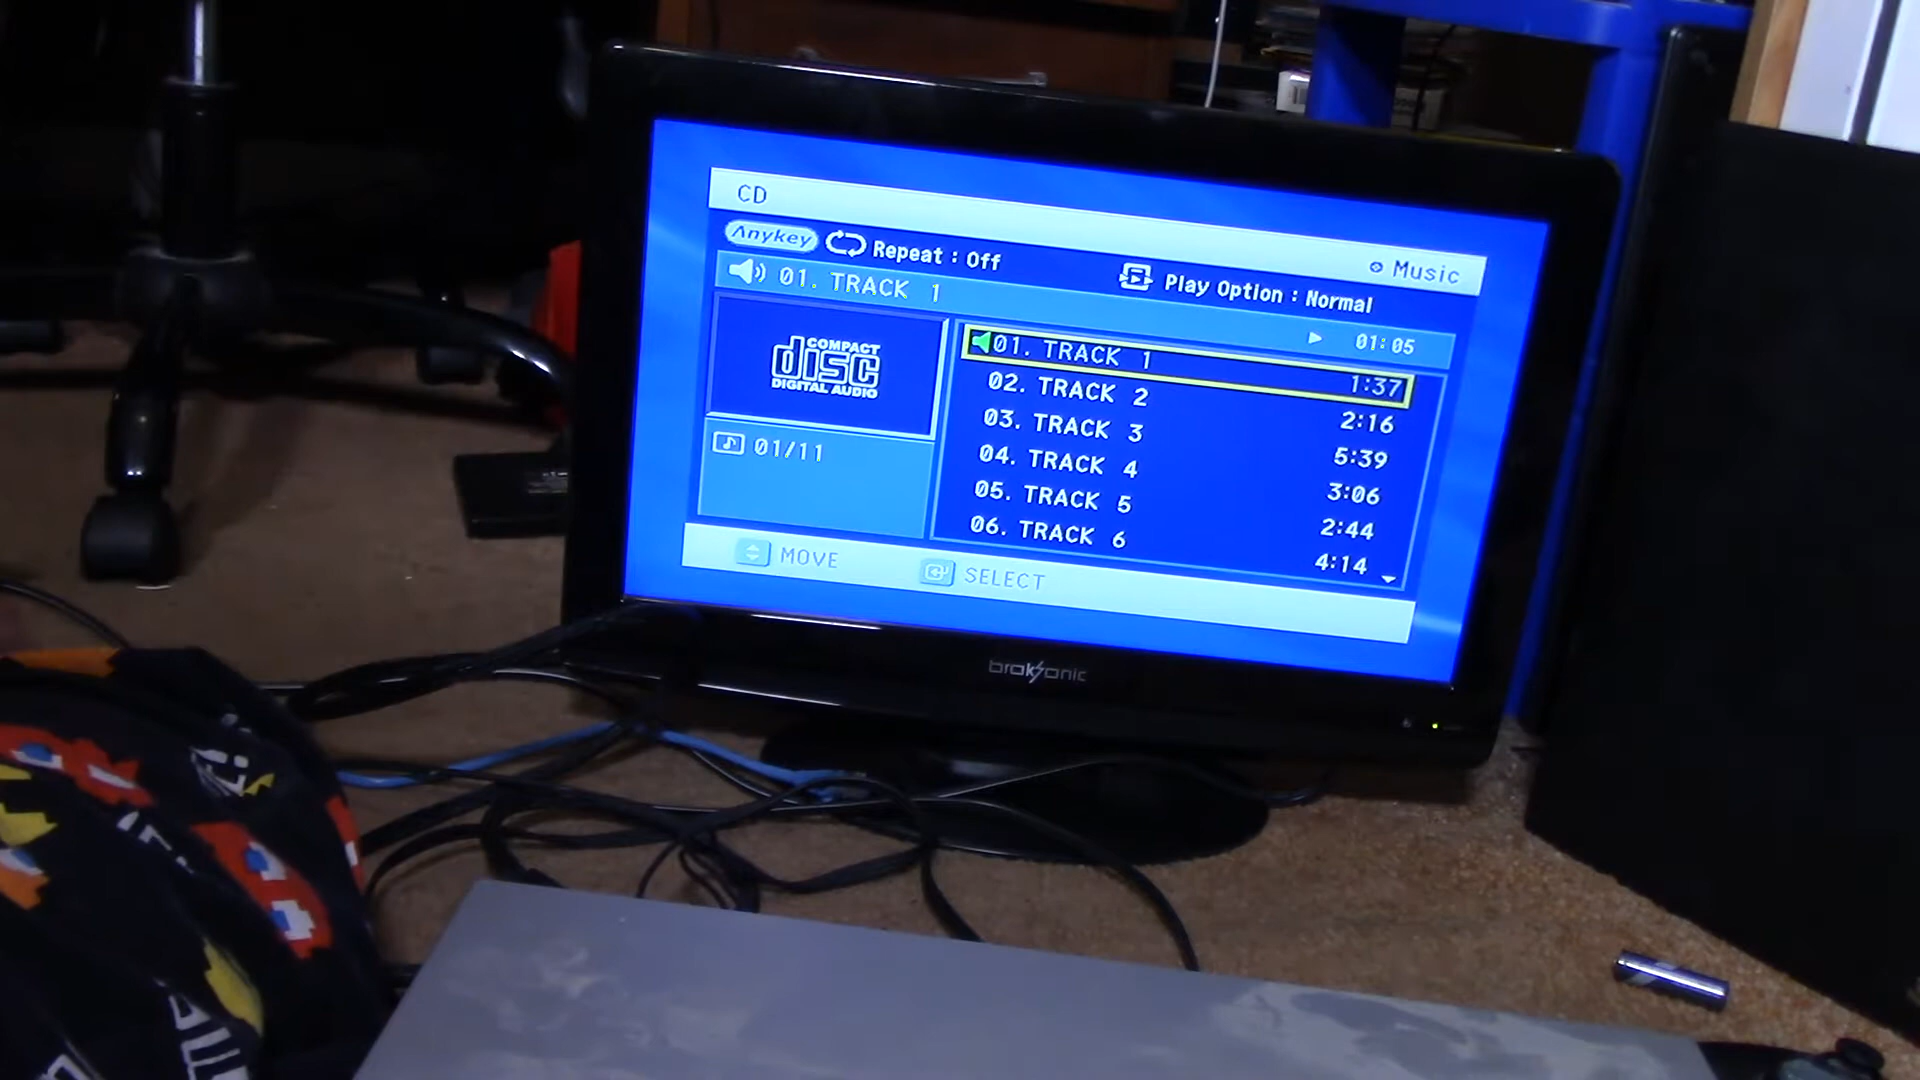 CD
Music
Anykey Repeat : Off Play Option : Normal
01. TRACK 1 01:05
COMPACT
disc
DIGITAL AUDIO
01/11
01. TRACK 1 1:37
02. TRACK 2 2:16
03. TRACK 3 5:39
04. TRACK 4 3:06
05. TRACK 5 2:44
06. TRACK 6 4:14
MOVE SELECT
broksonic